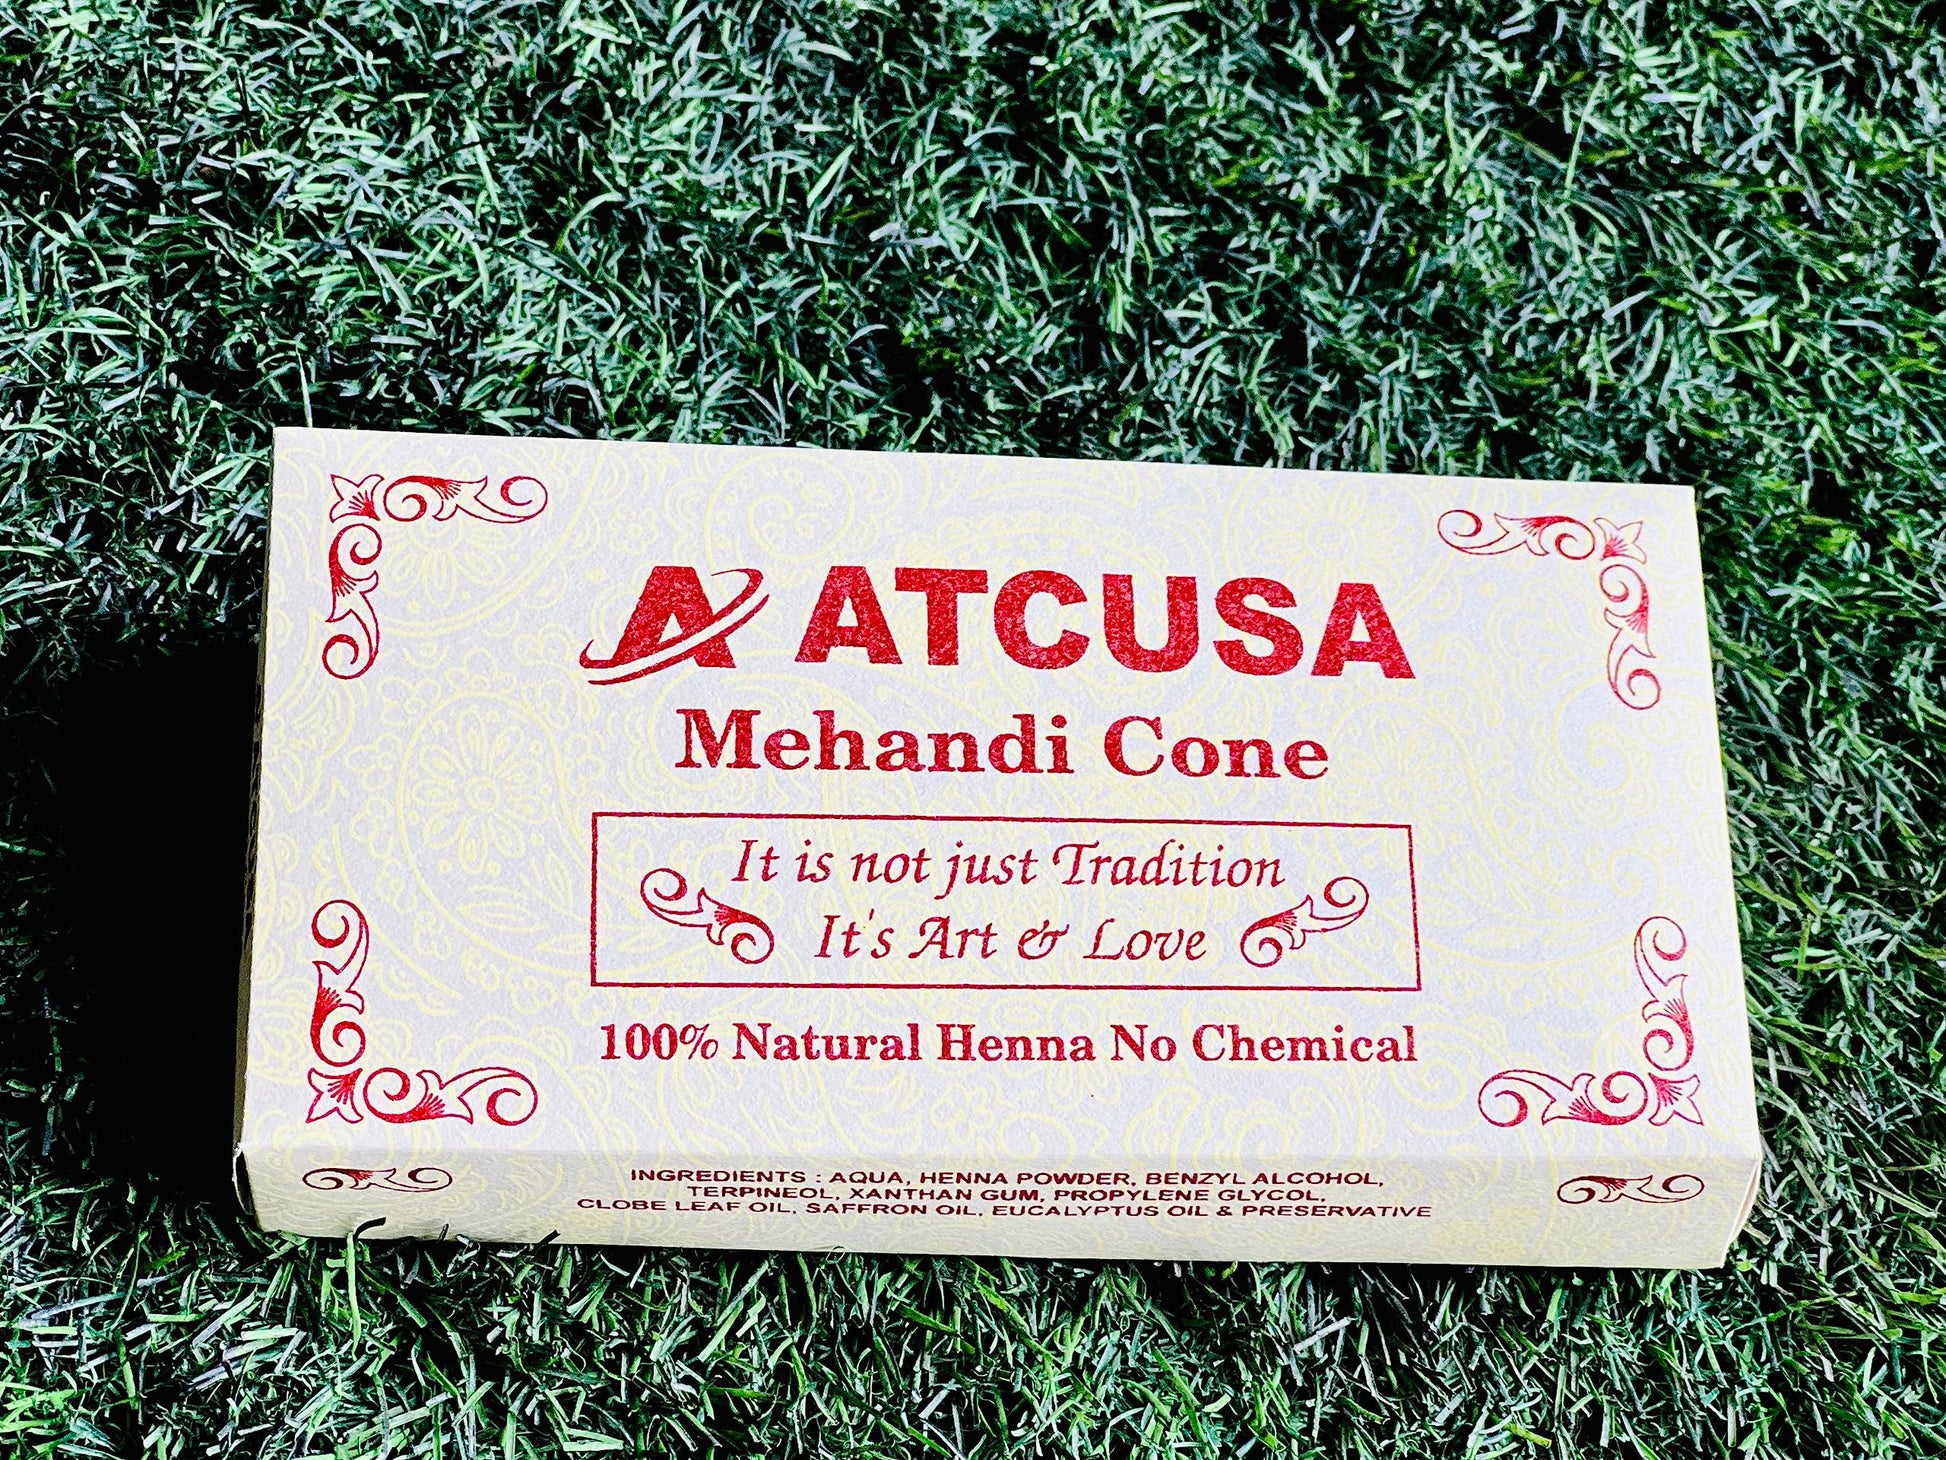 A ATCUSA
Mehandi Cone
It is not just Tradition
It's Art & Love
100% Natural Henna No Chemical
INGREDIENTS : AQUA, HENNA POWDER, BENZYL ALCOHOL,
TERPINEOL, XANTHAN GUM, PROPYLENE GLYCOL,
CLOBE LEAF OIL, SAFFRON OIL, EUCALYPTUS OIL & PRESERVATIVE